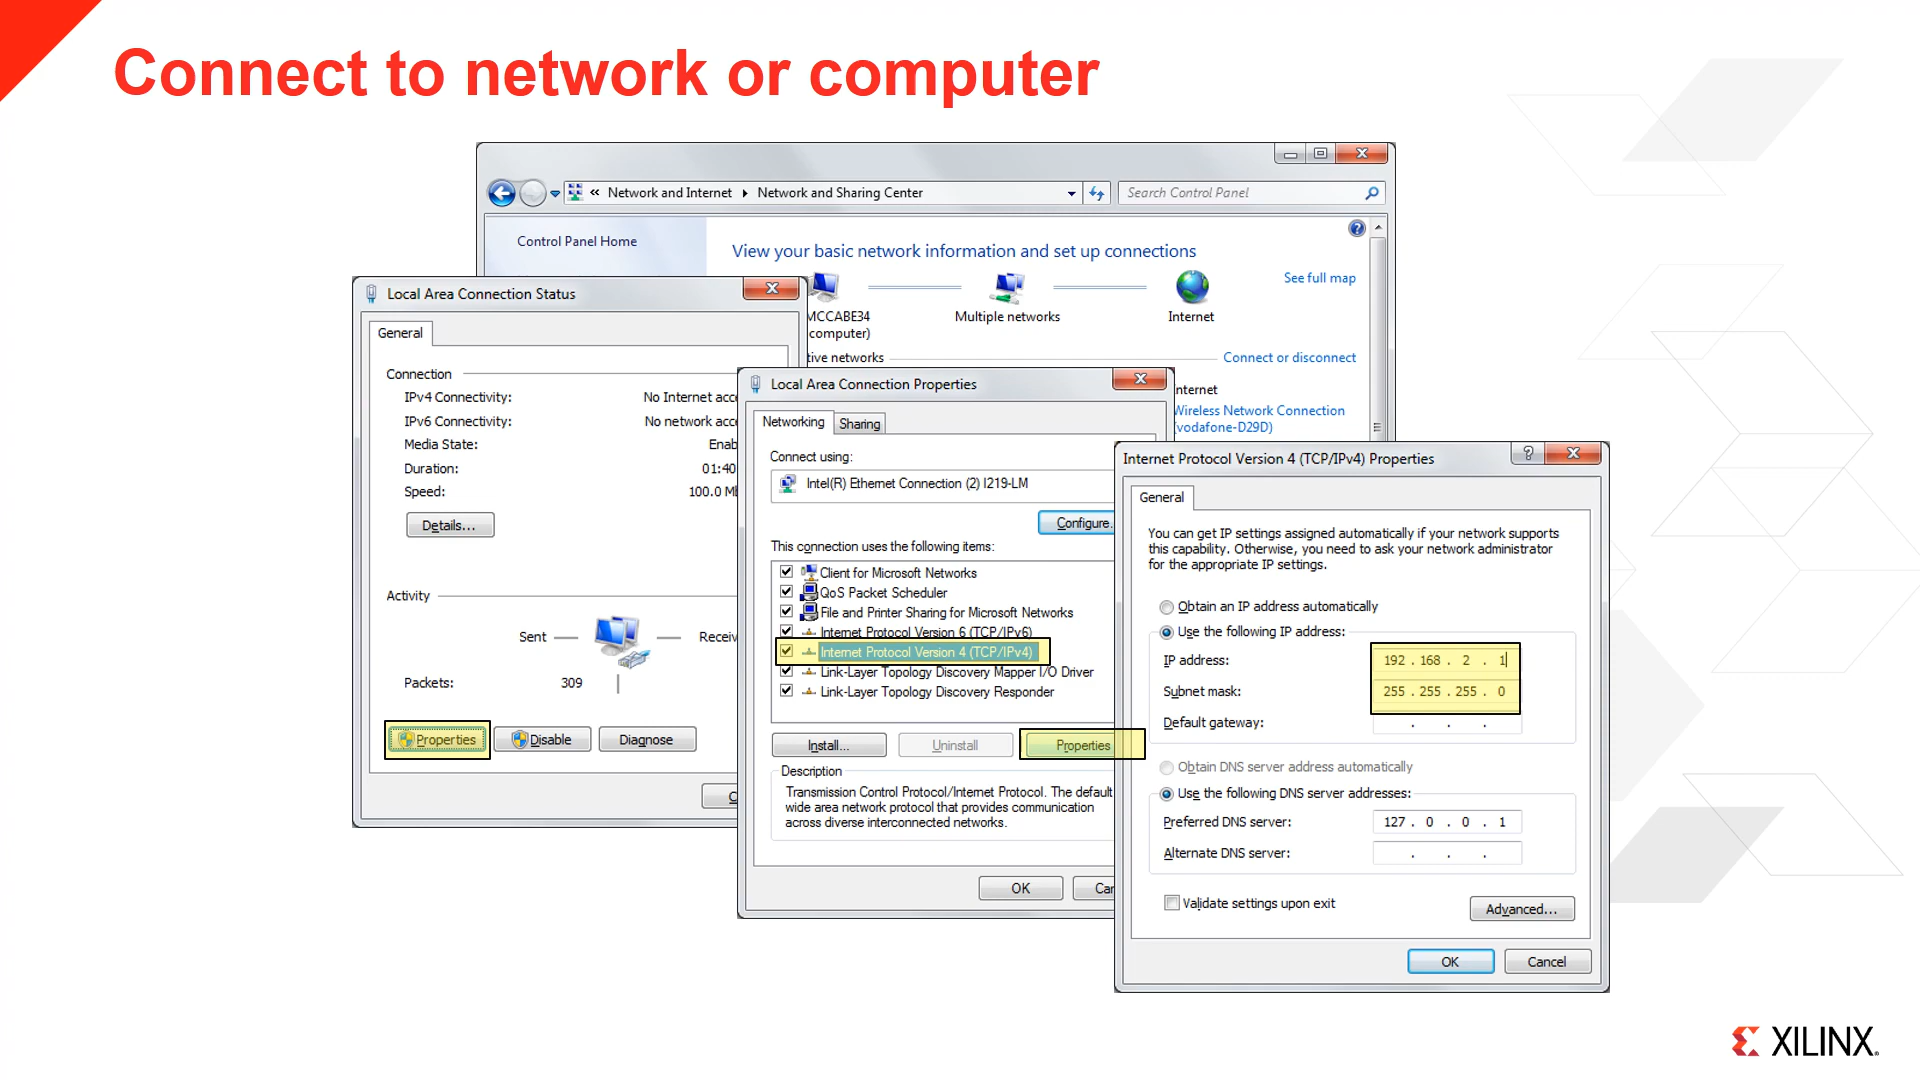 Connect to network or computer
« Network and Internet ▸ Network and Sharing Center
Search Control Panel
Control Panel Home
View your basic network information and set up connections
See full map
MCCABE34
computer)
Multiple networks
Internet
tive networks
Connect or disconnect
nternet
Wireless Network Connection
(vodafone-D29D)
Local Area Connection Status
General
Connection
IPv4 Connectivity: No Internet acce
IPv6 Connectivity: No network acce
Media State: Enab
Duration: 01:40
Speed: 100.0 Mb
Details...
Activity
Sent
Receiv
Packets: 309
Properties
Disable
Diagnose
Local Area Connection Properties
Networking
Sharing
Connect using:
Intel(R) Ethernet Connection (2) I219-LM
Configure.
This connection uses the following items:
Client for Microsoft Networks
QoS Packet Scheduler
File and Printer Sharing for Microsoft Networks
Internet Protocol Version 6 (TCP/IPv6)
Internet Protocol Version 4 (TCP/IPv4)
Link-Layer Topology Discovery Mapper I/O Driver
Link-Layer Topology Discovery Responder
Install...
Uninstall
Properties
Description
Transmission Control Protocol/Internet Protocol. The default
wide area network protocol that provides communication
across diverse interconnected networks.
OK
Can
Internet Protocol Version 4 (TCP/IPv4) Properties
General
You can get IP settings assigned automatically if your network supports
this capability. Otherwise, you need to ask your network administrator
for the appropriate IP settings.
Obtain an IP address automatically
Use the following IP address:
IP address: 192 . 168 . 2 . 1
Subnet mask: 255 . 255 . 255 . 0
Default gateway: . . .
Obtain DNS server address automatically
Use the following DNS server addresses:
Preferred DNS server: 127 . 0 . 0 . 1
Alternate DNS server: . . .
Validate settings upon exit
Advanced...
OK
Cancel
XILINX.